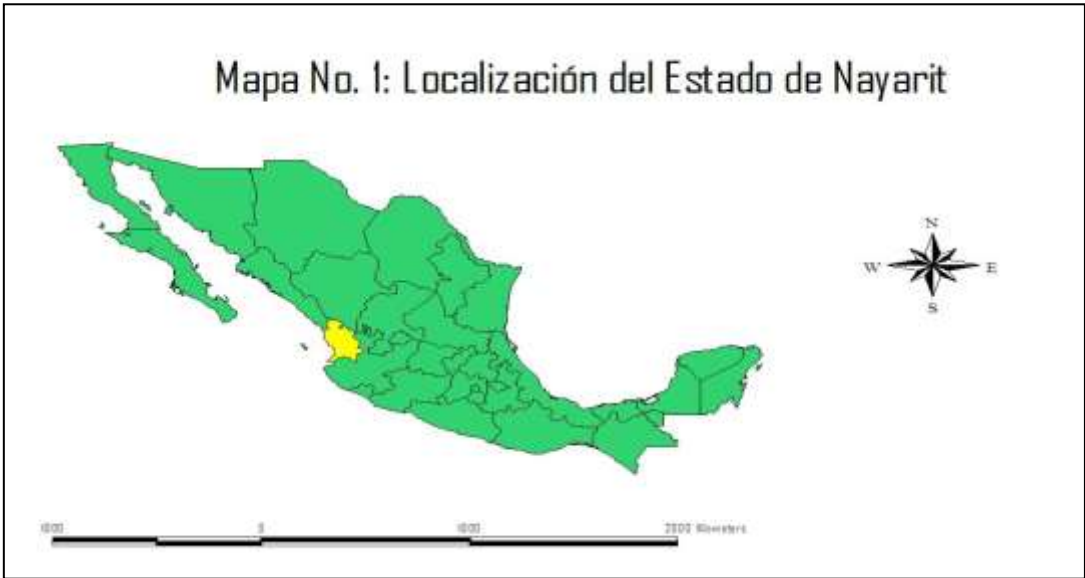 Mapa No. 1: Localización del Estado de Nayarit
N
W E
S
1000 0 1000 2000 Kilometers